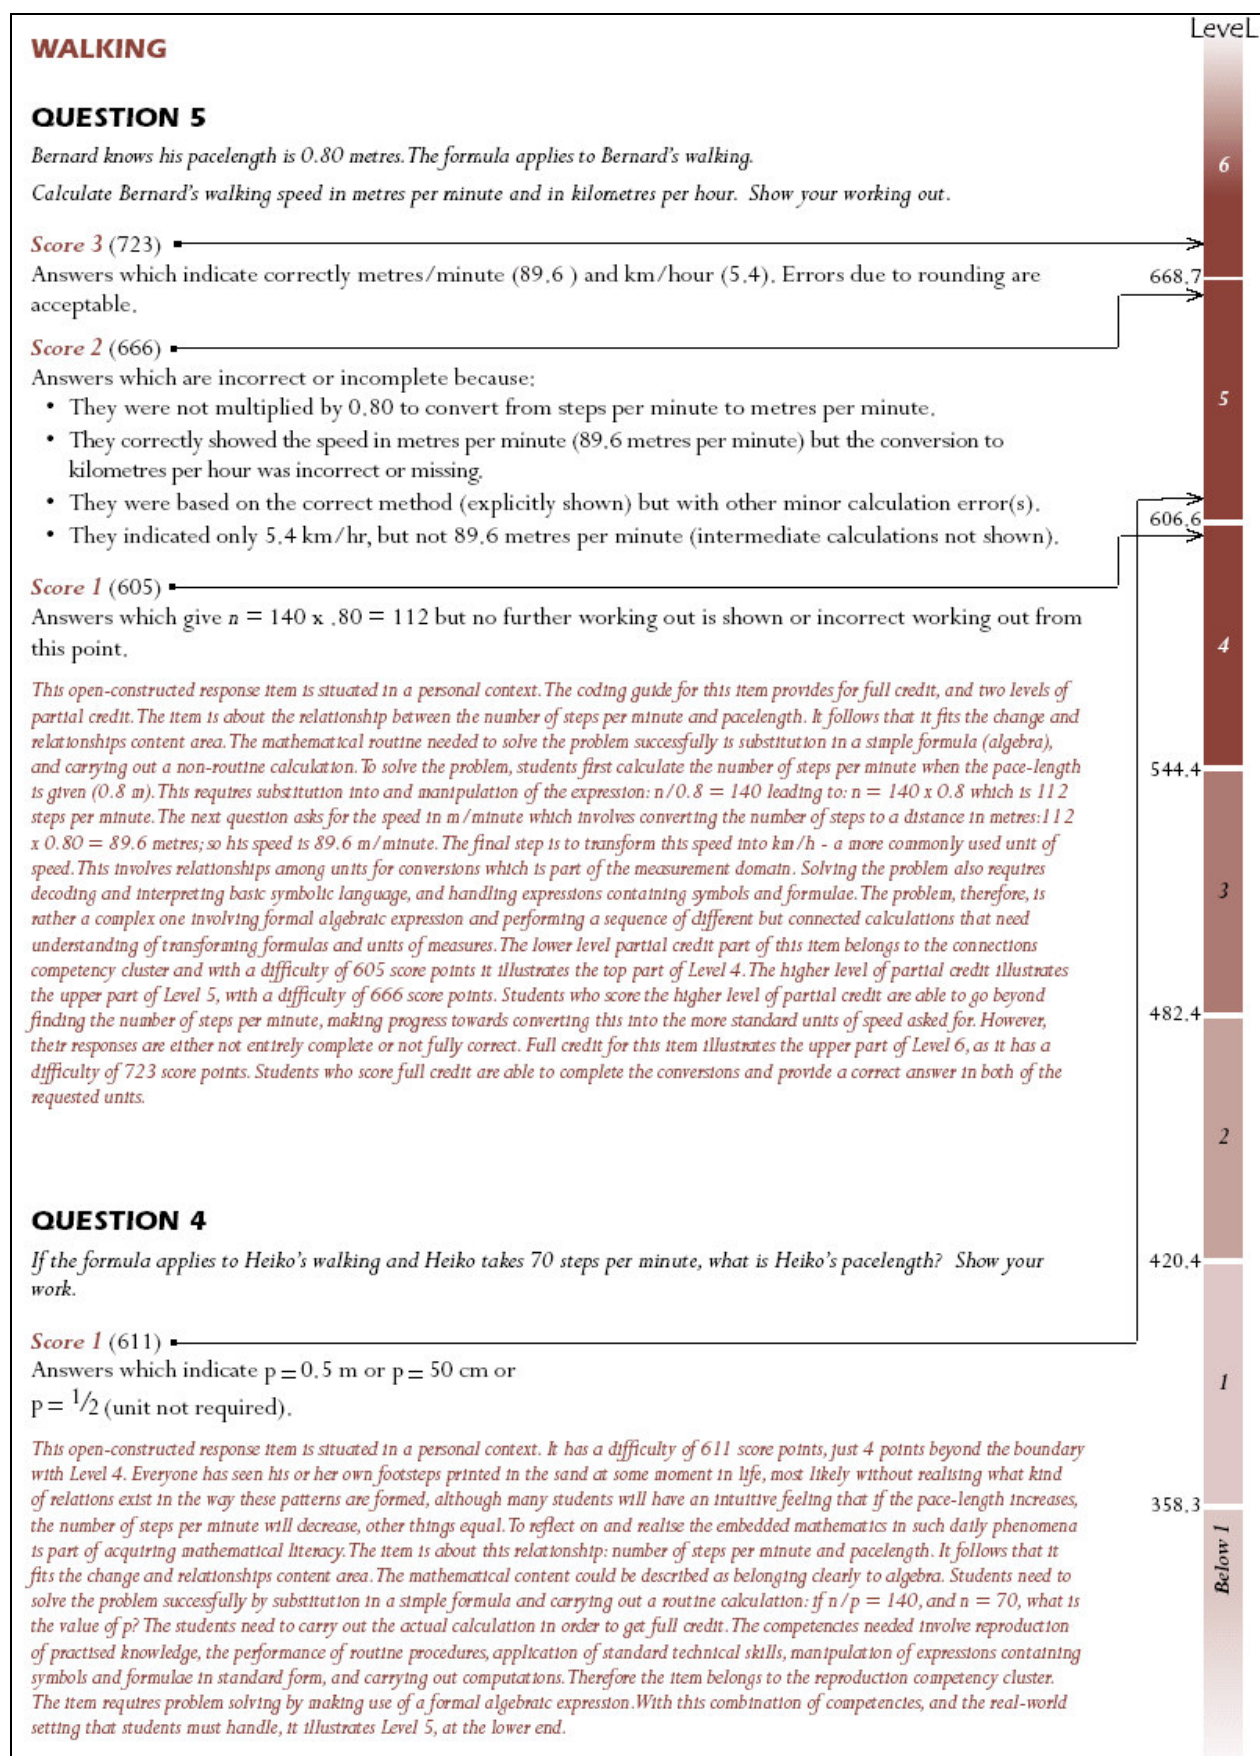 LeveL
WALKING
QUESTION 5
Bernard knows his pacelength is 0.80 metres. The formula applies to Bernard's walking.
6
Calculate Bernard's walking speed in metres per minute and in kilometres per hour. Show your working out.
Score 3 (723)
Answers which indicate correctly metres/minute (89.6 ) and km/hour (5.4). Errors due to rounding are
668.7
acceptable.
Score 2 (666)
Answers which are incorrect or incomplete because:
• They were not multiplied by 0.80 to convert from steps per minute to metres per minute.
5
• They correctly showed the speed in metres per minute (89.6 metres per minute) but the conversion to
kilometres per hour was incorrect or missing.
• They were based on the correct method (explicitly shown) but with other minor calculation error(s).
606.6
• They indicated only 5.4 km/hr, but not 89.6 metres per minute (intermediate calculations not shown).
Score 1 (605)
Answers which give n = 140 x .80 = 112 but no further working out is shown or incorrect working out from
this point.
4
This open-constructed response item is situated in a personal context. The coding guide for this item provides for full credit, and two levels of
partial credit. The item is about the relationship between the number of steps per minute and pacelength. It follows that it fits the change and
relationships content area. The mathematical routine needed to solve the problem successfully is substitution in a simple formula (algebra),
and carrying out a non-routine calculation. To solve the problem, students first calculate the number of steps per minute when the pace-length
544.4
is given (0.8 m). This requires substitution into and manipulation of the expression: n/0.8 = 140 leading to: n = 140 x 0.8 which is 112
steps per minute. The next question asks for the speed in m/minute which involves converting the number of steps to a distance in metres:112
x 0.80 = 89.6 metres; so his speed is 89.6 m/minute. The final step is to transform this speed into km/h - a more commonly used unit of
speed. This involves relationships among units for conversions which is part of the measurement domain. Solving the problem also requires
decoding and interpreting basic symbolic language, and handling expressions containing symbols and formulae. The problem, therefore, is
3
rather a complex one involving formal algebraic expression and performing a sequence of different but connected calculations that need
understanding of transforming formulas and units of measures. The lower level partial credit part of this item belongs to the connections
competency cluster and with a difficulty of 605 score points it illustrates the top part of Level 4. The higher level of partial credit illustrates
the upper part of Level 5, with a difficulty of 666 score points. Students who score the higher level of partial credit are able to go beyond
482.4
finding the number of steps per minute, making progress towards converting this into the more standard units of speed asked for. However,
their responses are either not entirely complete or not fully correct. Full credit for this item illustrates the upper part of Level 6, as it has a
difficulty of 723 score points. Students who score full credit are able to complete the conversions and provide a correct answer in both of the
requested units.
2
QUESTION 4
If the formula applies to Heiko's walking and Heiko takes 70 steps per minute, what is Heiko's pacelength? Show your
420.4
work.
Score 1 (611)
Answers which indicate p = 0.5 m or p = 50 cm or
1
p = 1/2 (unit not required).
This open-constructed response item is situated in a personal context. It has a difficulty of 611 score points, just 4 points beyond the boundary
with Level 4. Everyone has seen his or her own footsteps printed in the sand at some moment in life, most likely without realising what kind
of relations exist in the way these patterns are formed, although many students will have an intuitive feeling that if the pace-length increases,
358.3
the number of steps per minute will decrease, other things equal. To reflect on and realise the embedded mathematics in such daily phenomena
is part of acquiring mathematical literacy. The item is about this relationship: number of steps per minute and pacelength. It follows that it
Below 1
fits the change and relationships content area. The mathematical content could be described as belonging clearly to algebra. Students need to
solve the problem successfully by substitution in a simple formula and carrying out a routine calculation: if n/p = 140, and n = 70, what is
the value of p? The students need to carry out the actual calculation in order to get full credit. The competencies needed involve reproduction
of practised knowledge, the performance of routine procedures, application of standard technical skills, manipulation of expressions containing
symbols and formulae in standard form, and carrying out computations. Therefore the item belongs to the reproduction competency cluster.
The item requires problem solving by making use of a formal algebraic expression. With this combination of competencies, and the real-world
setting that students must handle, it illustrates Level 5, at the lower end.